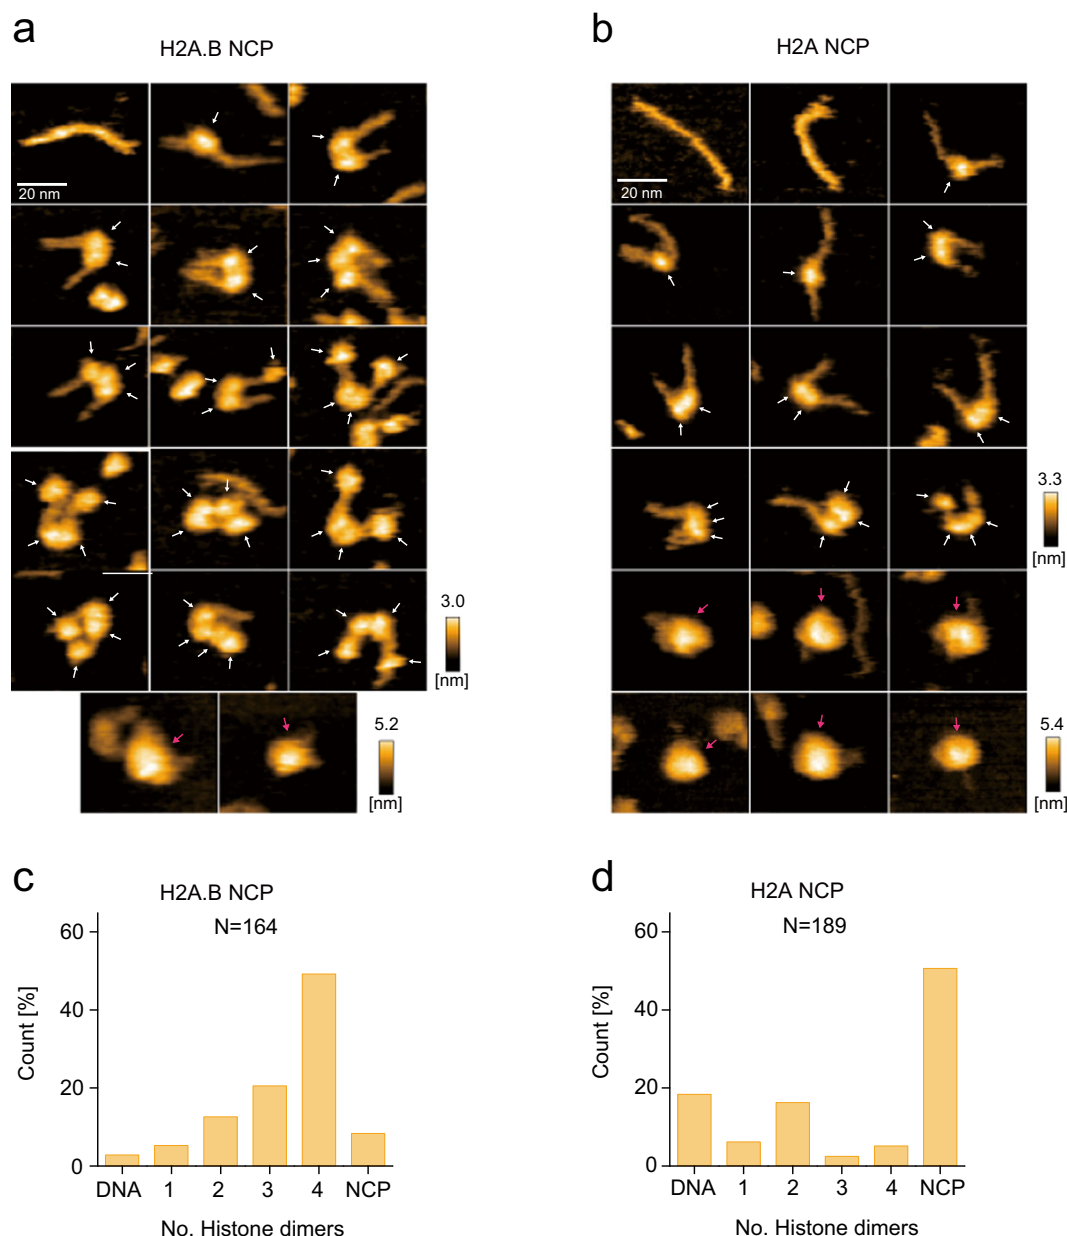 a
H2A.B NCP
20 nm
3.0
[nm]
5.2
[nm]
b
H2A NCP
20 nm
3.3
[nm]
5.4
[nm]
c
H2A.B NCP
N=164
Count [%]
60
40
20
0
DNA 1 2 3 4 NCP
No. Histone dimers
d
H2A NCP
N=189
Count [%]
60
40
20
0
DNA 1 2 3 4 NCP
No. Histone dimers